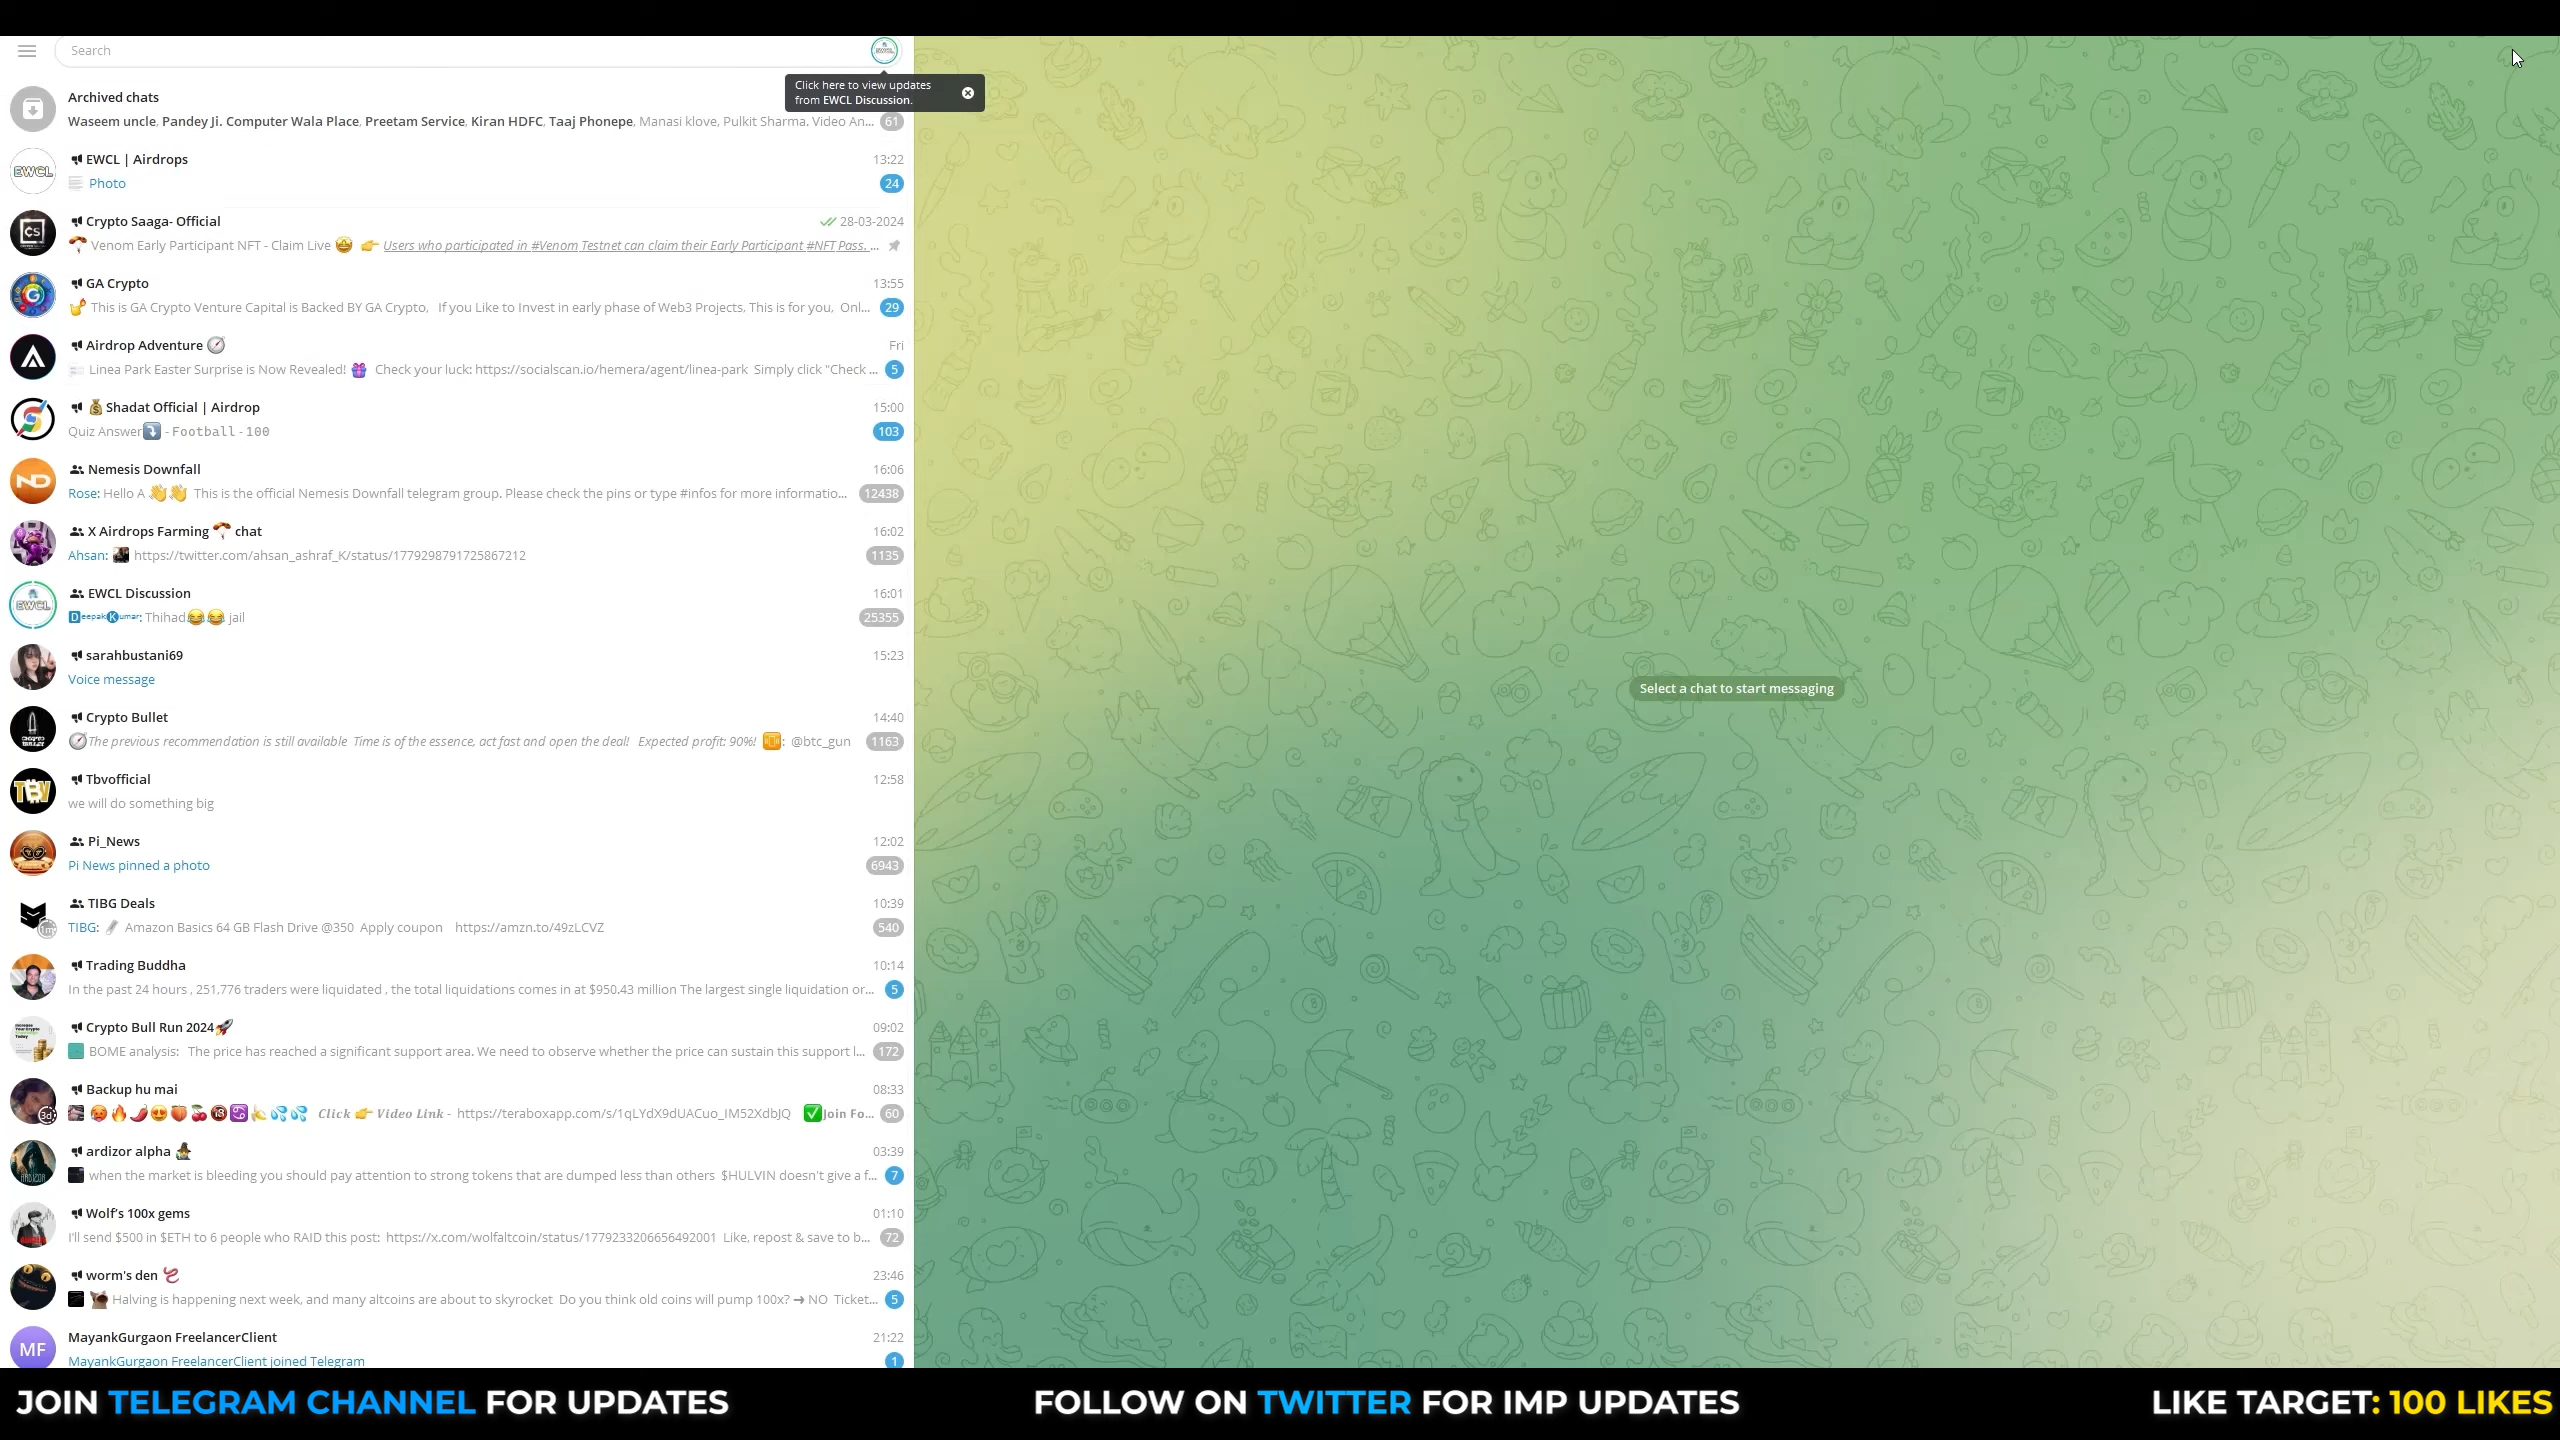 Search
Click here to view updates
from EWCL Discussion.
Archived chats
Waseem uncle, Pandey Ji. Computer Wala Place, Preetam Service, Kiran HDFC, Taaj Phonepe, Manasi klove, Pulkit Sharma. Video An... 61
EWCL | Airdrops 13:22
EWCL
Photo 24
Crypto Saaga- Official 28-03-2024
CS
🪂 Venom Early Participant NFT - Claim Live 🤩 👉 Users who participated in #Venom Testnet can claim their Early Participant #NFT Pass. ...
GA Crypto 13:55
This is GA Crypto Venture Capital is Backed BY GA Crypto, If you Like to Invest in early phase of Web3 Projects, This is for you, Onl... 29
Airdrop Adventure 🧭 Fri
Linea Park Easter Surprise is Now Revealed! 🎁 Check your luck: https://socialscan.io/hemera/agent/linea-park Simply click "Check ... 5
💰Shadat Official | Airdrop 15:00
Quiz Answer⤵️ - Football - 100 103
Nemesis Downfall 16:06
ND
Rose: Hello A 👋👋 This is the official Nemesis Downfall telegram group. Please check the pins or type #infos for more informatio... 12438
X Airdrops Farming 🪂 chat 16:02
Ahsan: https://twitter.com/ahsan_ashraf_K/status/1779298791725867212 1135
EWCL Discussion 16:01
EWCL
🅳eepak🅚umar: Thihad😂😂 jail 25355
sarahbustani69 15:23
Voice message
Crypto Bullet 14:40
🧭The previous recommendation is still available Time is of the essence, act fast and open the deal! Expected profit: 90%! : @btc_gun 1163
Tbvofficial 12:58
TBV
we will do something big
Pi_News 12:02
Pi News pinned a photo 6943
TIBG Deals 10:39
1m
TIBG: Amazon Basics 64 GB Flash Drive @350 Apply coupon https://amzn.to/49zLCVZ 540
Trading Buddha 10:14
In the past 24 hours , 251,776 traders were liquidated , the total liquidations comes in at $950.43 million The largest single liquidation or... 5
Crypto Bull Run 2024🚀 09:02
BOME analysis: The price has reached a significant support area. We need to observe whether the price can sustain this support l... 172
Backup hu mai 08:33
3d
🥵🔥🌶😍🍑🍒🔞♋🍌💦💦 Click 👉 Video Link - https://teraboxapp.com/s/1qLYdX9dUACuo_IM52XdbJQ ✅Join Fo... 60
ardizor alpha 03:39
when the market is bleeding you should pay attention to strong tokens that are dumped less than others $HULVIN doesn't give a f... 7
Wolf's 100x gems 01:10
I'll send $500 in $ETH to 6 people who RAID this post: https://x.com/wolfaltcoin/status/1779233206656492001 Like, repost & save to b... 72
worm's den 🪱 23:46
Halving is happening next week, and many altcoins are about to skyrocket Do you think old coins will pump 100x? ➜ NO Ticket... 5
MayankGurgaon FreelancerClient 21:22
MF
MayankGurgaon FreelancerClient joined Telegram 1
Select a chat to start messaging
JOIN TELEGRAM CHANNEL FOR UPDATES
FOLLOW ON TWITTER FOR IMP UPDATES
LIKE TARGET: 100 LIKES